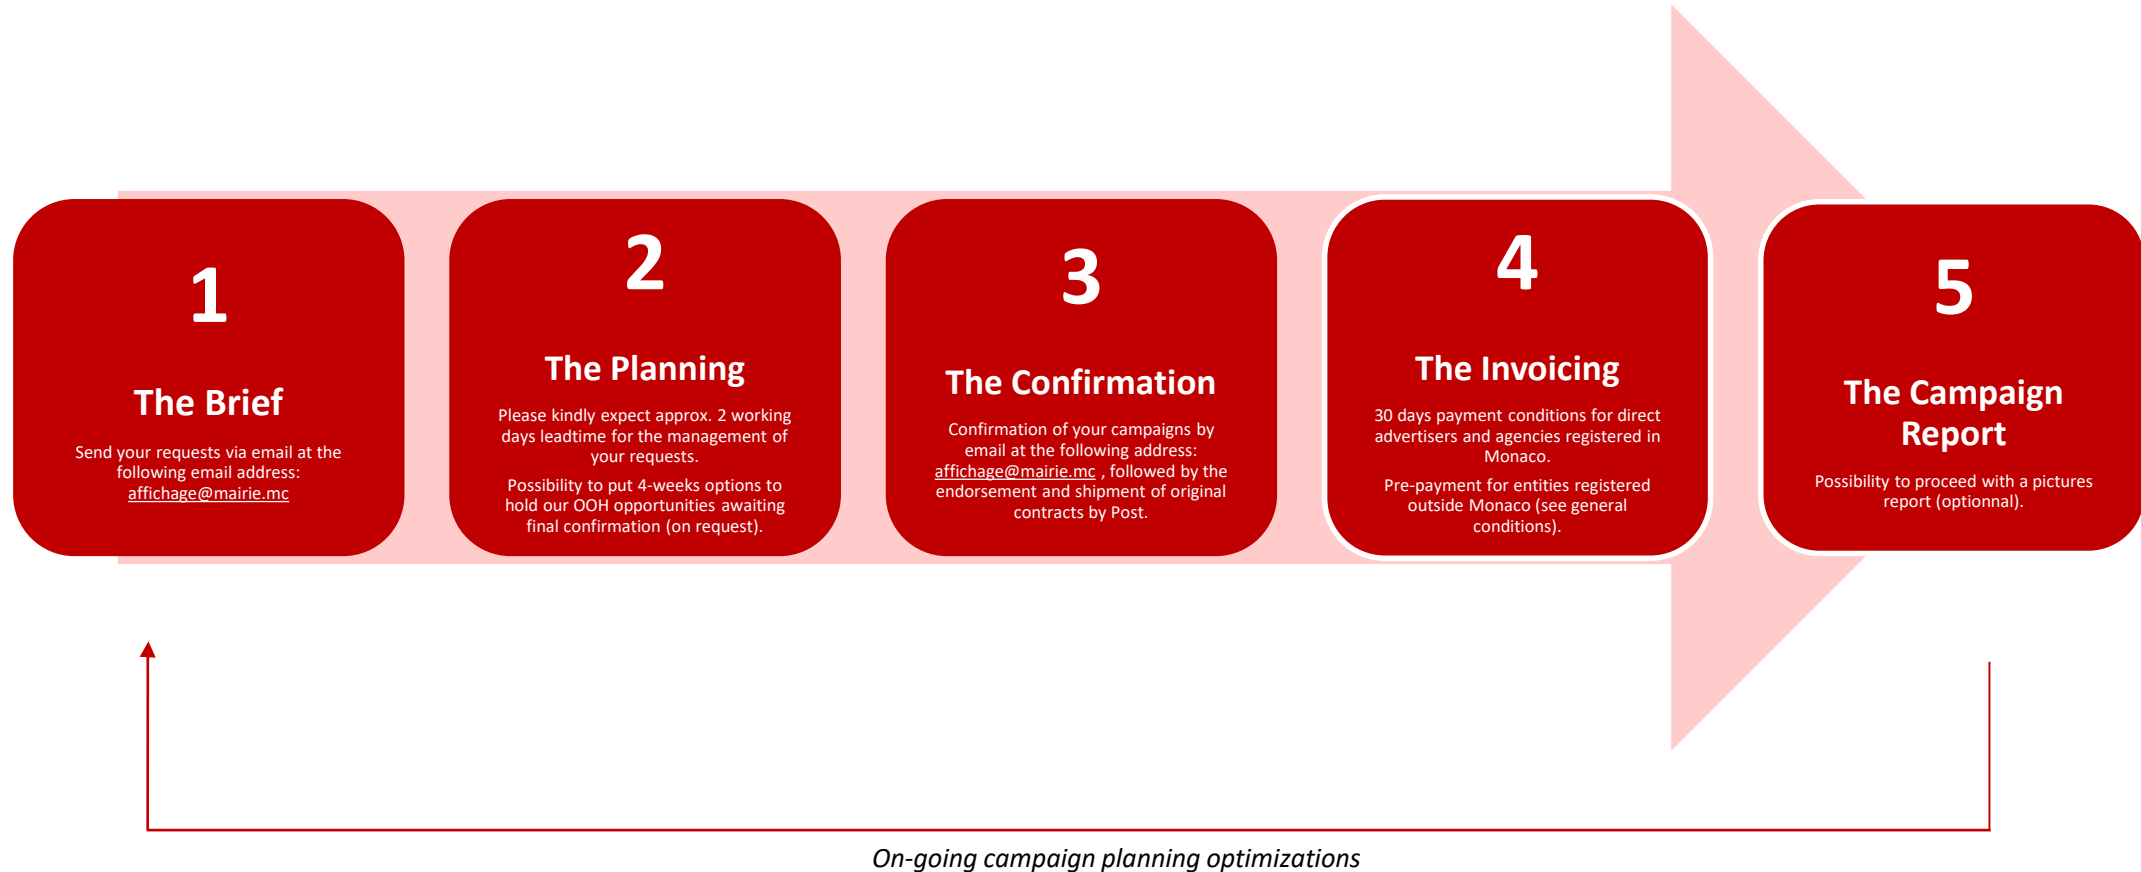 1
The Brief
Send your requests via email at the
following email address:
affichage@mairie.mc
2
The Planning
Please kindly expect approx. 2 working
days leadtime for the management of
your requests.
Possibility to put 4-weeks options to
hold our OOH opportunities awaiting
final confirmation (on request).
3
The Confirmation
Confirmation of your campaigns by
email at the following address:
affichage@mairie.mc , followed by the
endorsement and shipment of original
contracts by Post.
4
The Invoicing
30 days payment conditions for direct
advertisers and agencies registered in
Monaco.
Pre-payment for entities registered
outside Monaco (see general
conditions).
5
The Campaign
Report
Possibility to proceed with a pictures
report (optionnal).
On-going campaign planning optimizations